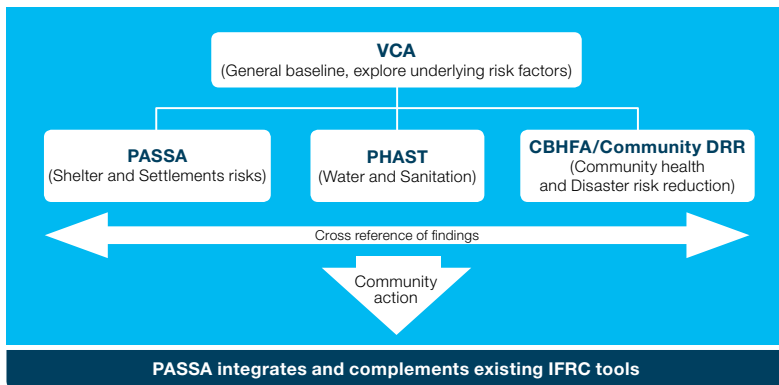 VCA
(General baseline, explore underlying risk factors)
PASSA
(Shelter and Settlements risks)
PHAST
(Water and Sanitation)
CBHFA/Community DRR
(Community health
and Disaster risk reduction)
Cross reference of findings
Community
action
PASSA integrates and complements existing IFRC tools